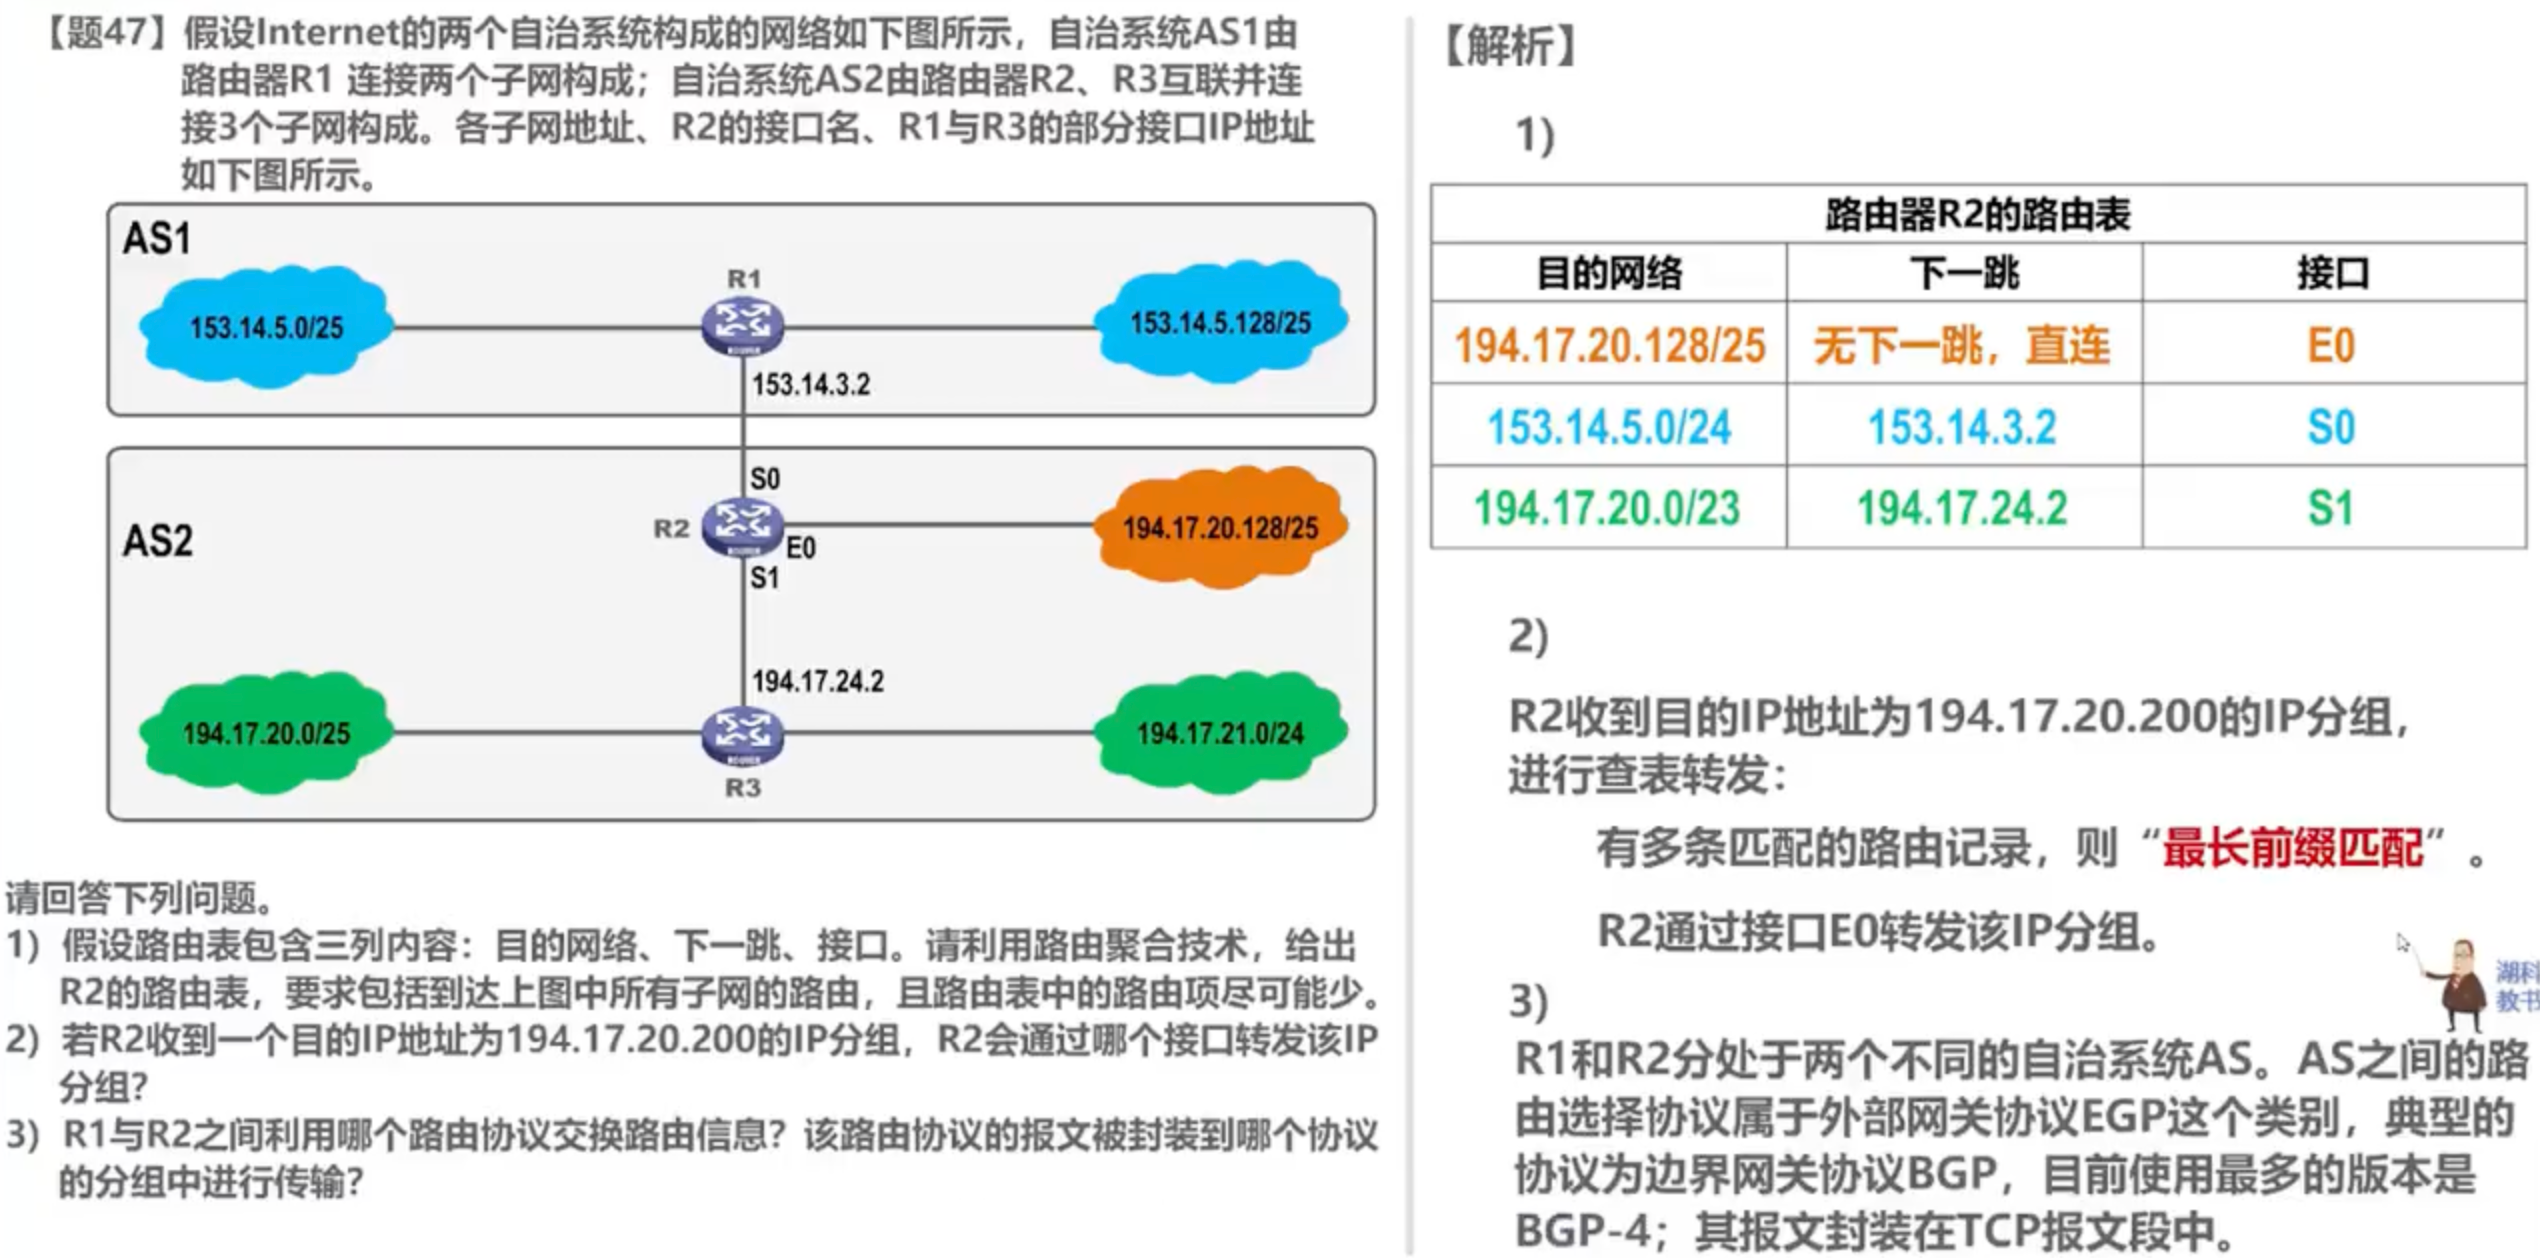 【题47】假设Internet的两个自治系统构成的网络如下图所示，自治系统AS1由
路由器R1 连接两个子网构成；自治系统AS2由路由器R2、R3互联并连
接3个子网构成。各子网地址、R2的接口名、R1与R3的部分接口IP地址
如下图所示。
AS1
R1
153.14.5.0/25
153.14.5.128/25
153.14.3.2
AS2
S0
R2
E0
S1
194.17.20.128/25
194.17.24.2
194.17.20.0/25
194.17.21.0/24
R3
请回答下列问题。
1）假设路由表包含三列内容：目的网络、下一跳、接口。请利用路由聚合技术，给出
R2的路由表，要求包括到达上图中所有子网的路由，且路由表中的路由项尽可能少。
2）若R2收到一个目的IP地址为194.17.20.200的IP分组，R2会通过哪个接口转发该IP
分组？
3）R1与R2之间利用哪个路由协议交换路由信息？该路由协议的报文被封装到哪个协议
的分组中进行传输？
【解析】
1)
路由器R2的路由表
目的网络 下一跳 接口
194.17.20.128/25 无下一跳，直连 E0
153.14.5.0/24 153.14.3.2 S0
194.17.20.0/23 194.17.24.2 S1
2)
R2收到目的IP地址为194.17.20.200的IP分组，
进行查表转发：
有多条匹配的路由记录，则“最长前缀匹配”。
R2通过接口E0转发该IP分组。
3)
R1和R2分处于两个不同的自治系统AS。AS之间的路
由选择协议属于外部网关协议EGP这个类别，典型的
协议为边界网关协议BGP，目前使用最多的版本是
BGP-4；其报文封装在TCP报文段中。
湖科
教书